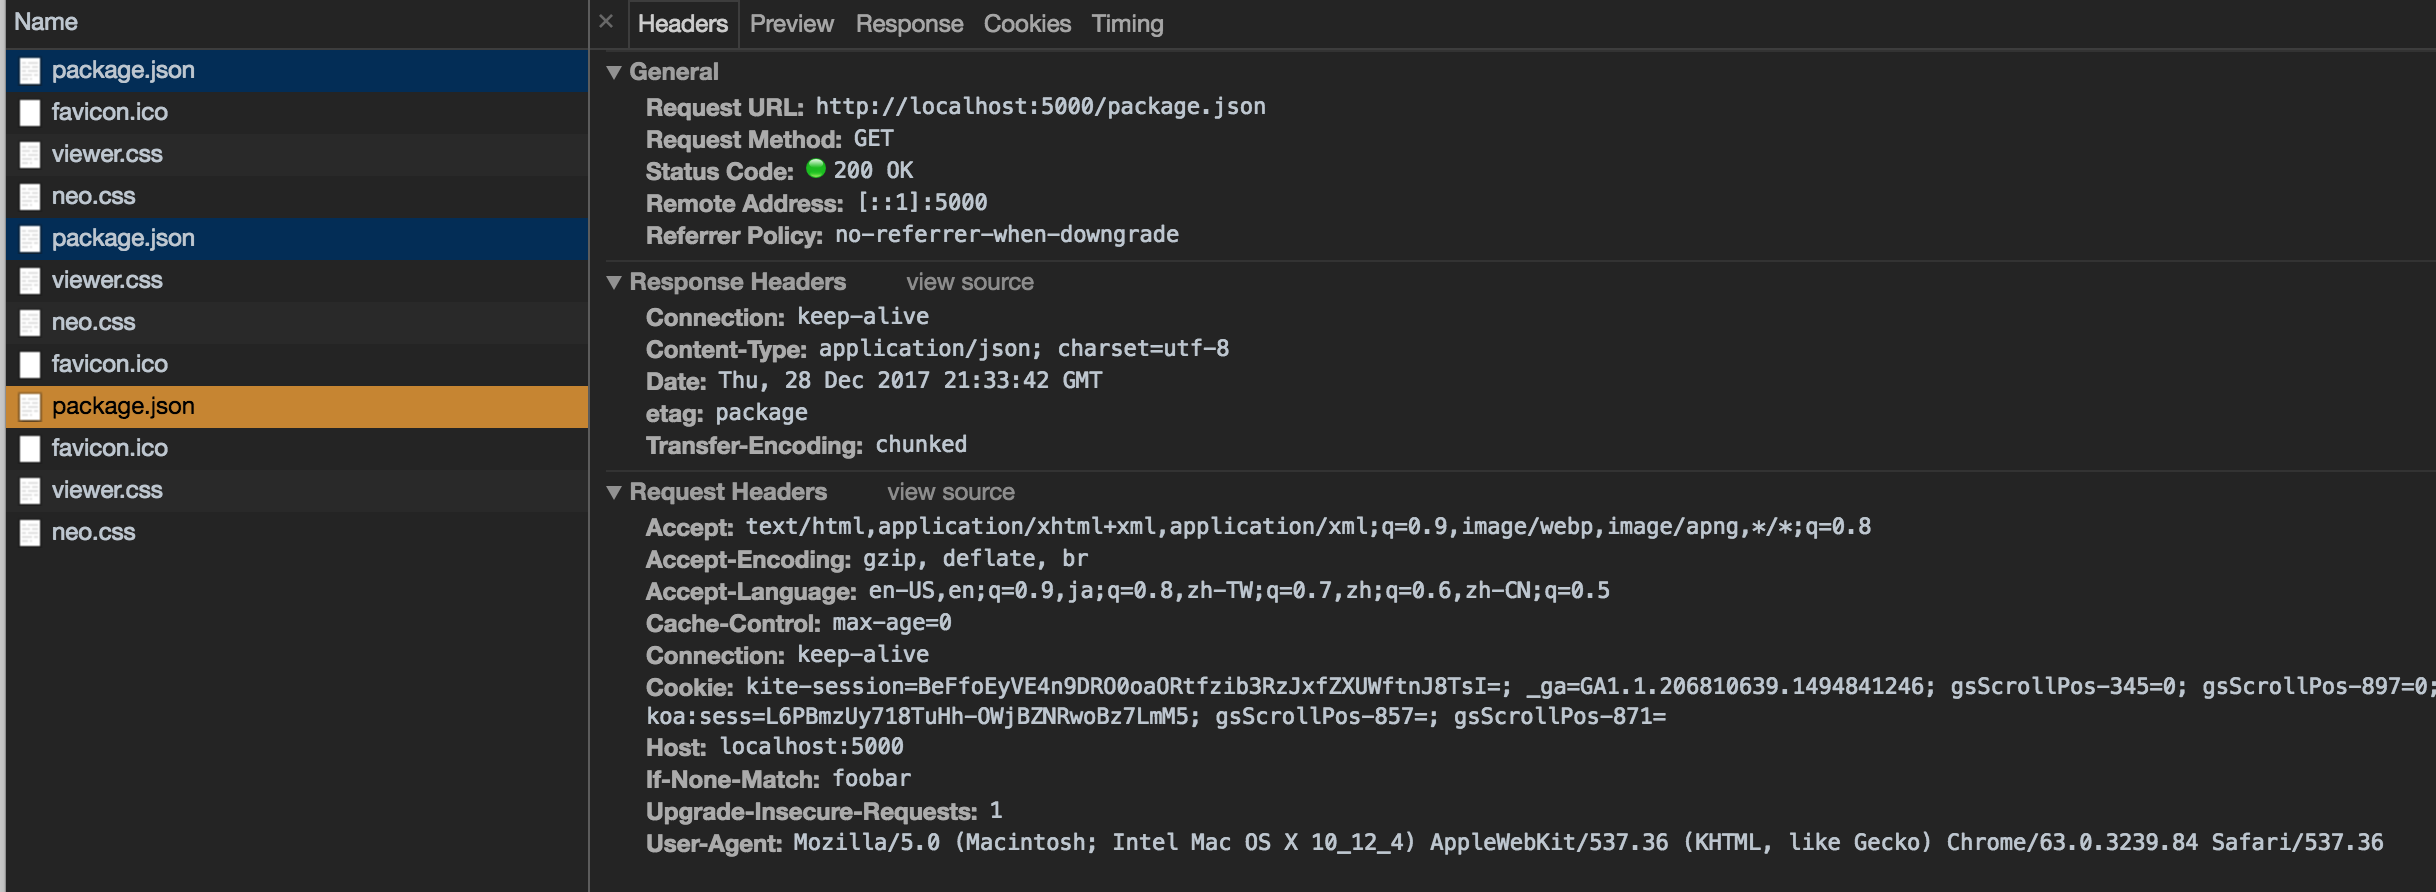 Name
package.json
favicon.ico
viewer.css
neo.css
package.json
viewer.css
neo.css
favicon.ico
package.json
favicon.ico
viewer.css
neo.css
× Headers Preview Response Cookies Timing
▼ General
Request URL: http://localhost:5000/package.json
Request Method: GET
Status Code: 200 OK
Remote Address: [::1]:5000
Referrer Policy: no-referrer-when-downgrade
▼ Response Headers view source
Connection: keep-alive
Content-Type: application/json; charset=utf-8
Date: Thu, 28 Dec 2017 21:33:42 GMT
etag: package
Transfer-Encoding: chunked
▼ Request Headers view source
Accept: text/html,application/xhtml+xml,application/xml;q=0.9,image/webp,image/apng,*/*;q=0.8
Accept-Encoding: gzip, deflate, br
Accept-Language: en-US,en;q=0.9,ja;q=0.8,zh-TW;q=0.7,zh;q=0.6,zh-CN;q=0.5
Cache-Control: max-age=0
Connection: keep-alive
Cookie: kite-session=BeFfoEyVE4n9DRO0oaORtfzib3RzJxfZXUWftnJ8TsI=; _ga=GA1.1.206810639.1494841246; gsScrollPos-345=0; gsScrollPos-897=0;
koa:sess=L6PBmzUy718TuHh-OWjBZNRwoBz7LmM5; gsScrollPos-857=; gsScrollPos-871=
Host: localhost:5000
If-None-Match: foobar
Upgrade-Insecure-Requests: 1
User-Agent: Mozilla/5.0 (Macintosh; Intel Mac OS X 10_12_4) AppleWebKit/537.36 (KHTML, like Gecko) Chrome/63.0.3239.84 Safari/537.36